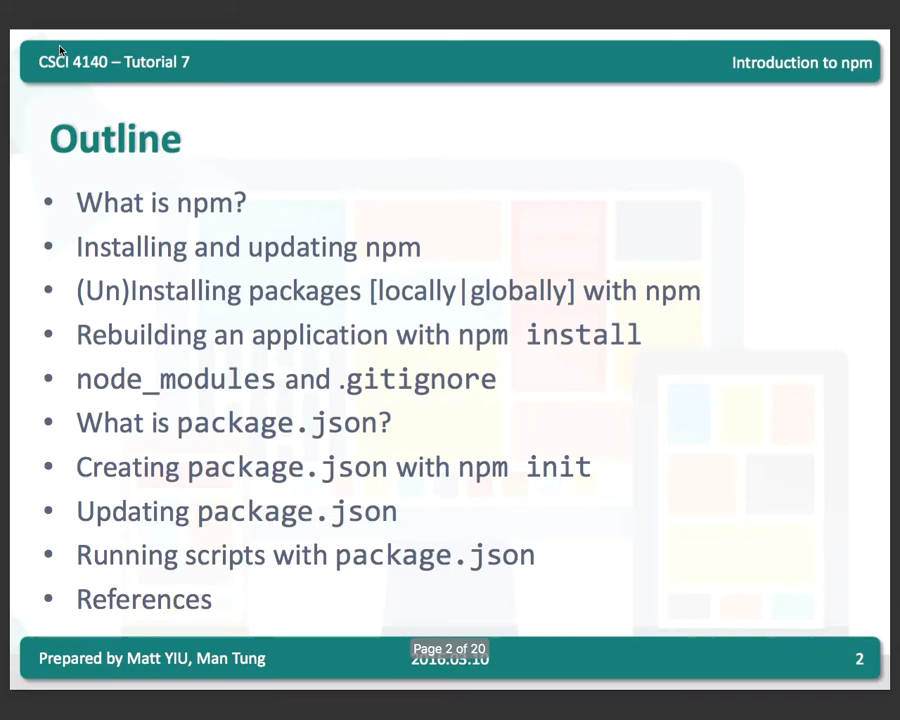 CSCI 4140 – Tutorial 7
Introduction to npm
Outline
• What is npm?
• Installing and updating npm
• (Un)Installing packages [locally|globally] with npm
• Rebuilding an application with npm install
• node_modules and .gitignore
• What is package.json?
• Creating package.json with npm init
• Updating package.json
• Running scripts with package.json
• References
Page 2 of 20
Prepared by Matt YIU, Man Tung
2016.03.10
2